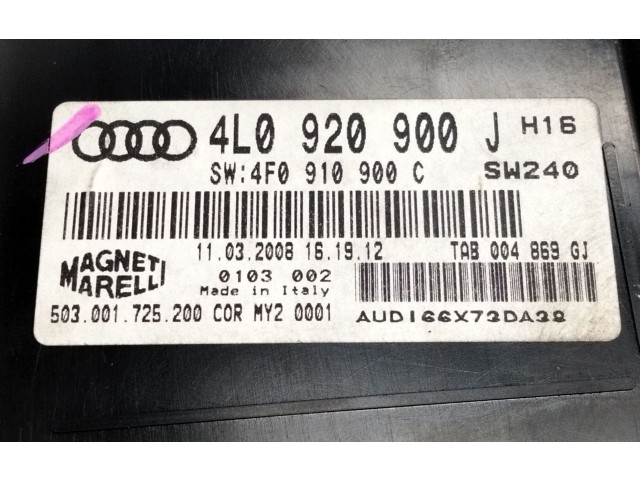 4L0 920 900 J H16
SW:4F0 910 900 C SW240
11.03.2008 16.19.12 TAB 004 869 GJ
MAGNETI
MARELLI
0103 002
Made in Italy
503.001.725.200 COR MY2 0001
AUDI66X73DA38